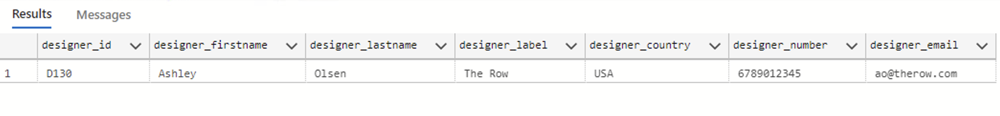 Results Messages
designer_id designer_firstname designer_lastname designer_label designer_country designer_number designer_email
1 D130 Ashley Olsen The Row USA 6789012345 ao@therow.com